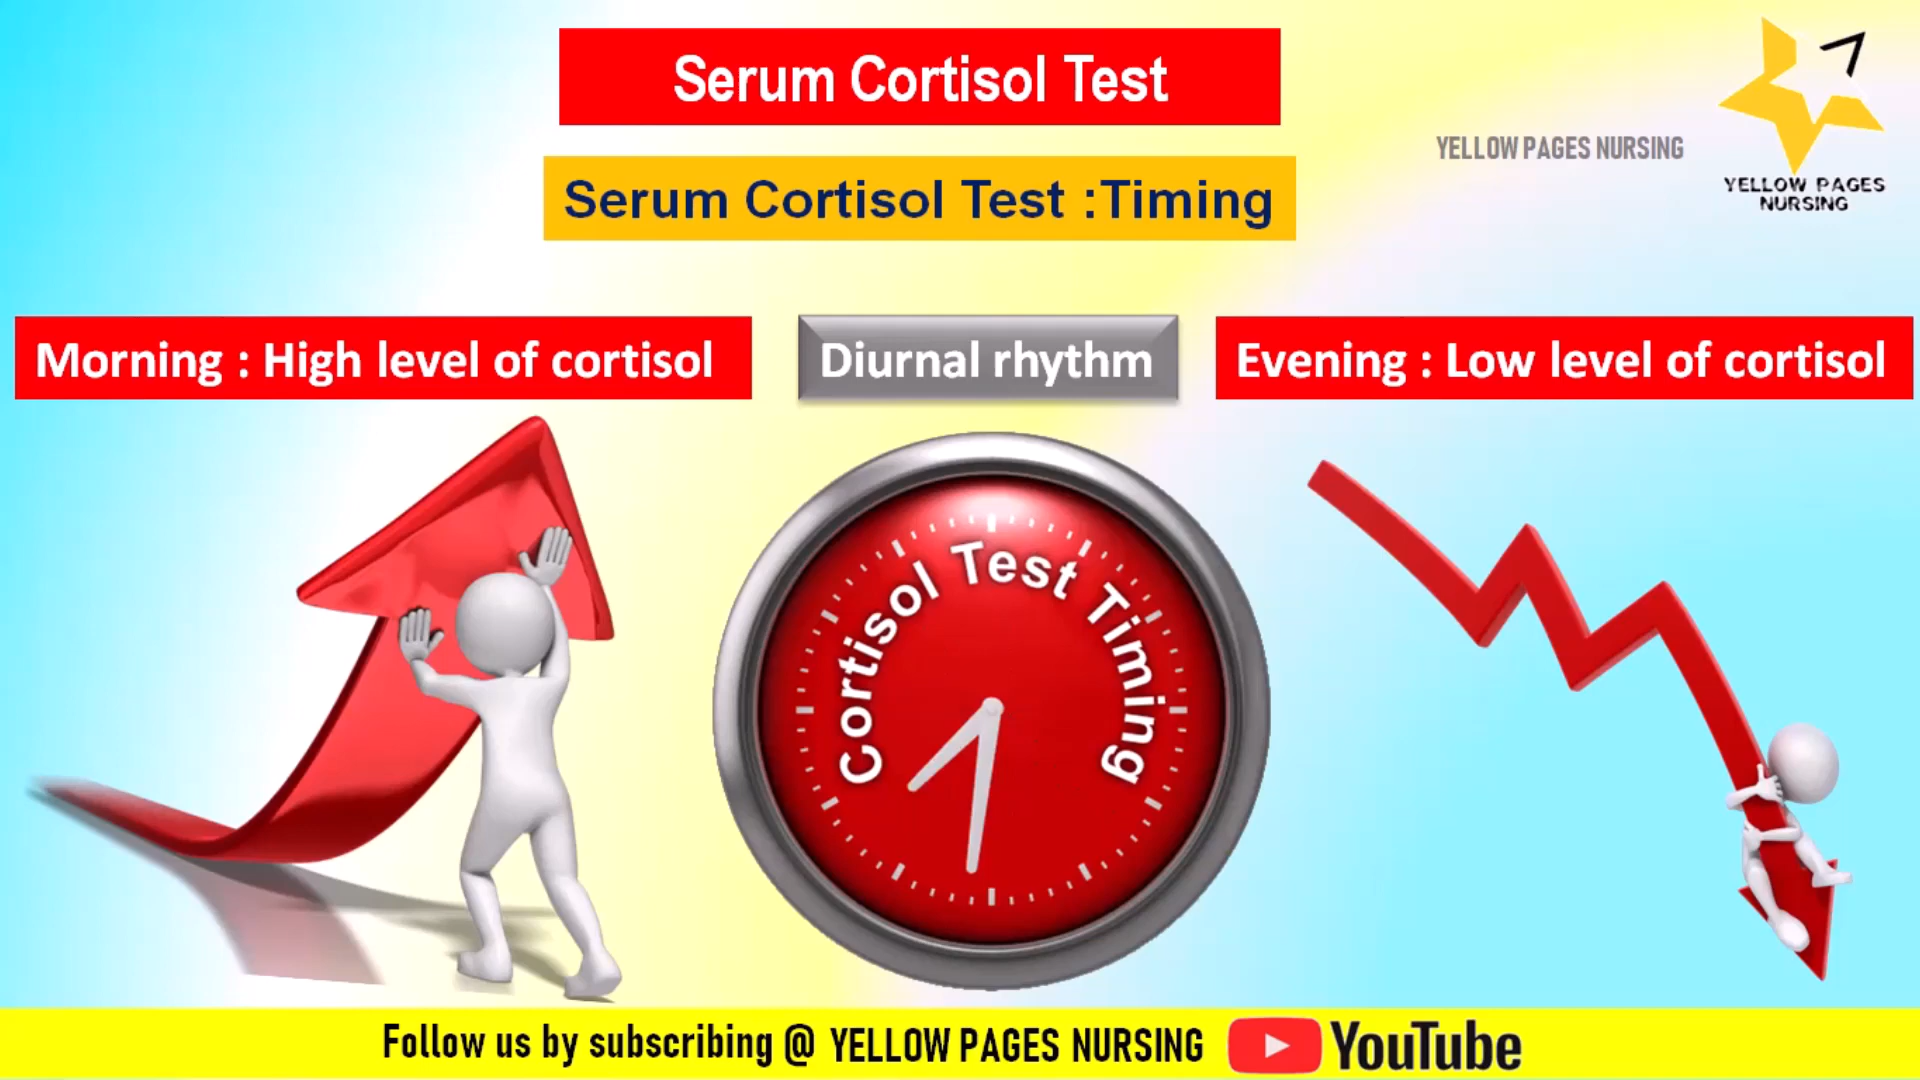 Serum Cortisol Test
YELLOW PAGES NURSING
Serum Cortisol Test :Timing
YELLOW PAGES
NURSING
Morning : High level of cortisol
Diurnal rhythm
Evening : Low level of cortisol
Cortisol Test Timing
Follow us by subscribing @ YELLOW PAGES NURSING YouTube